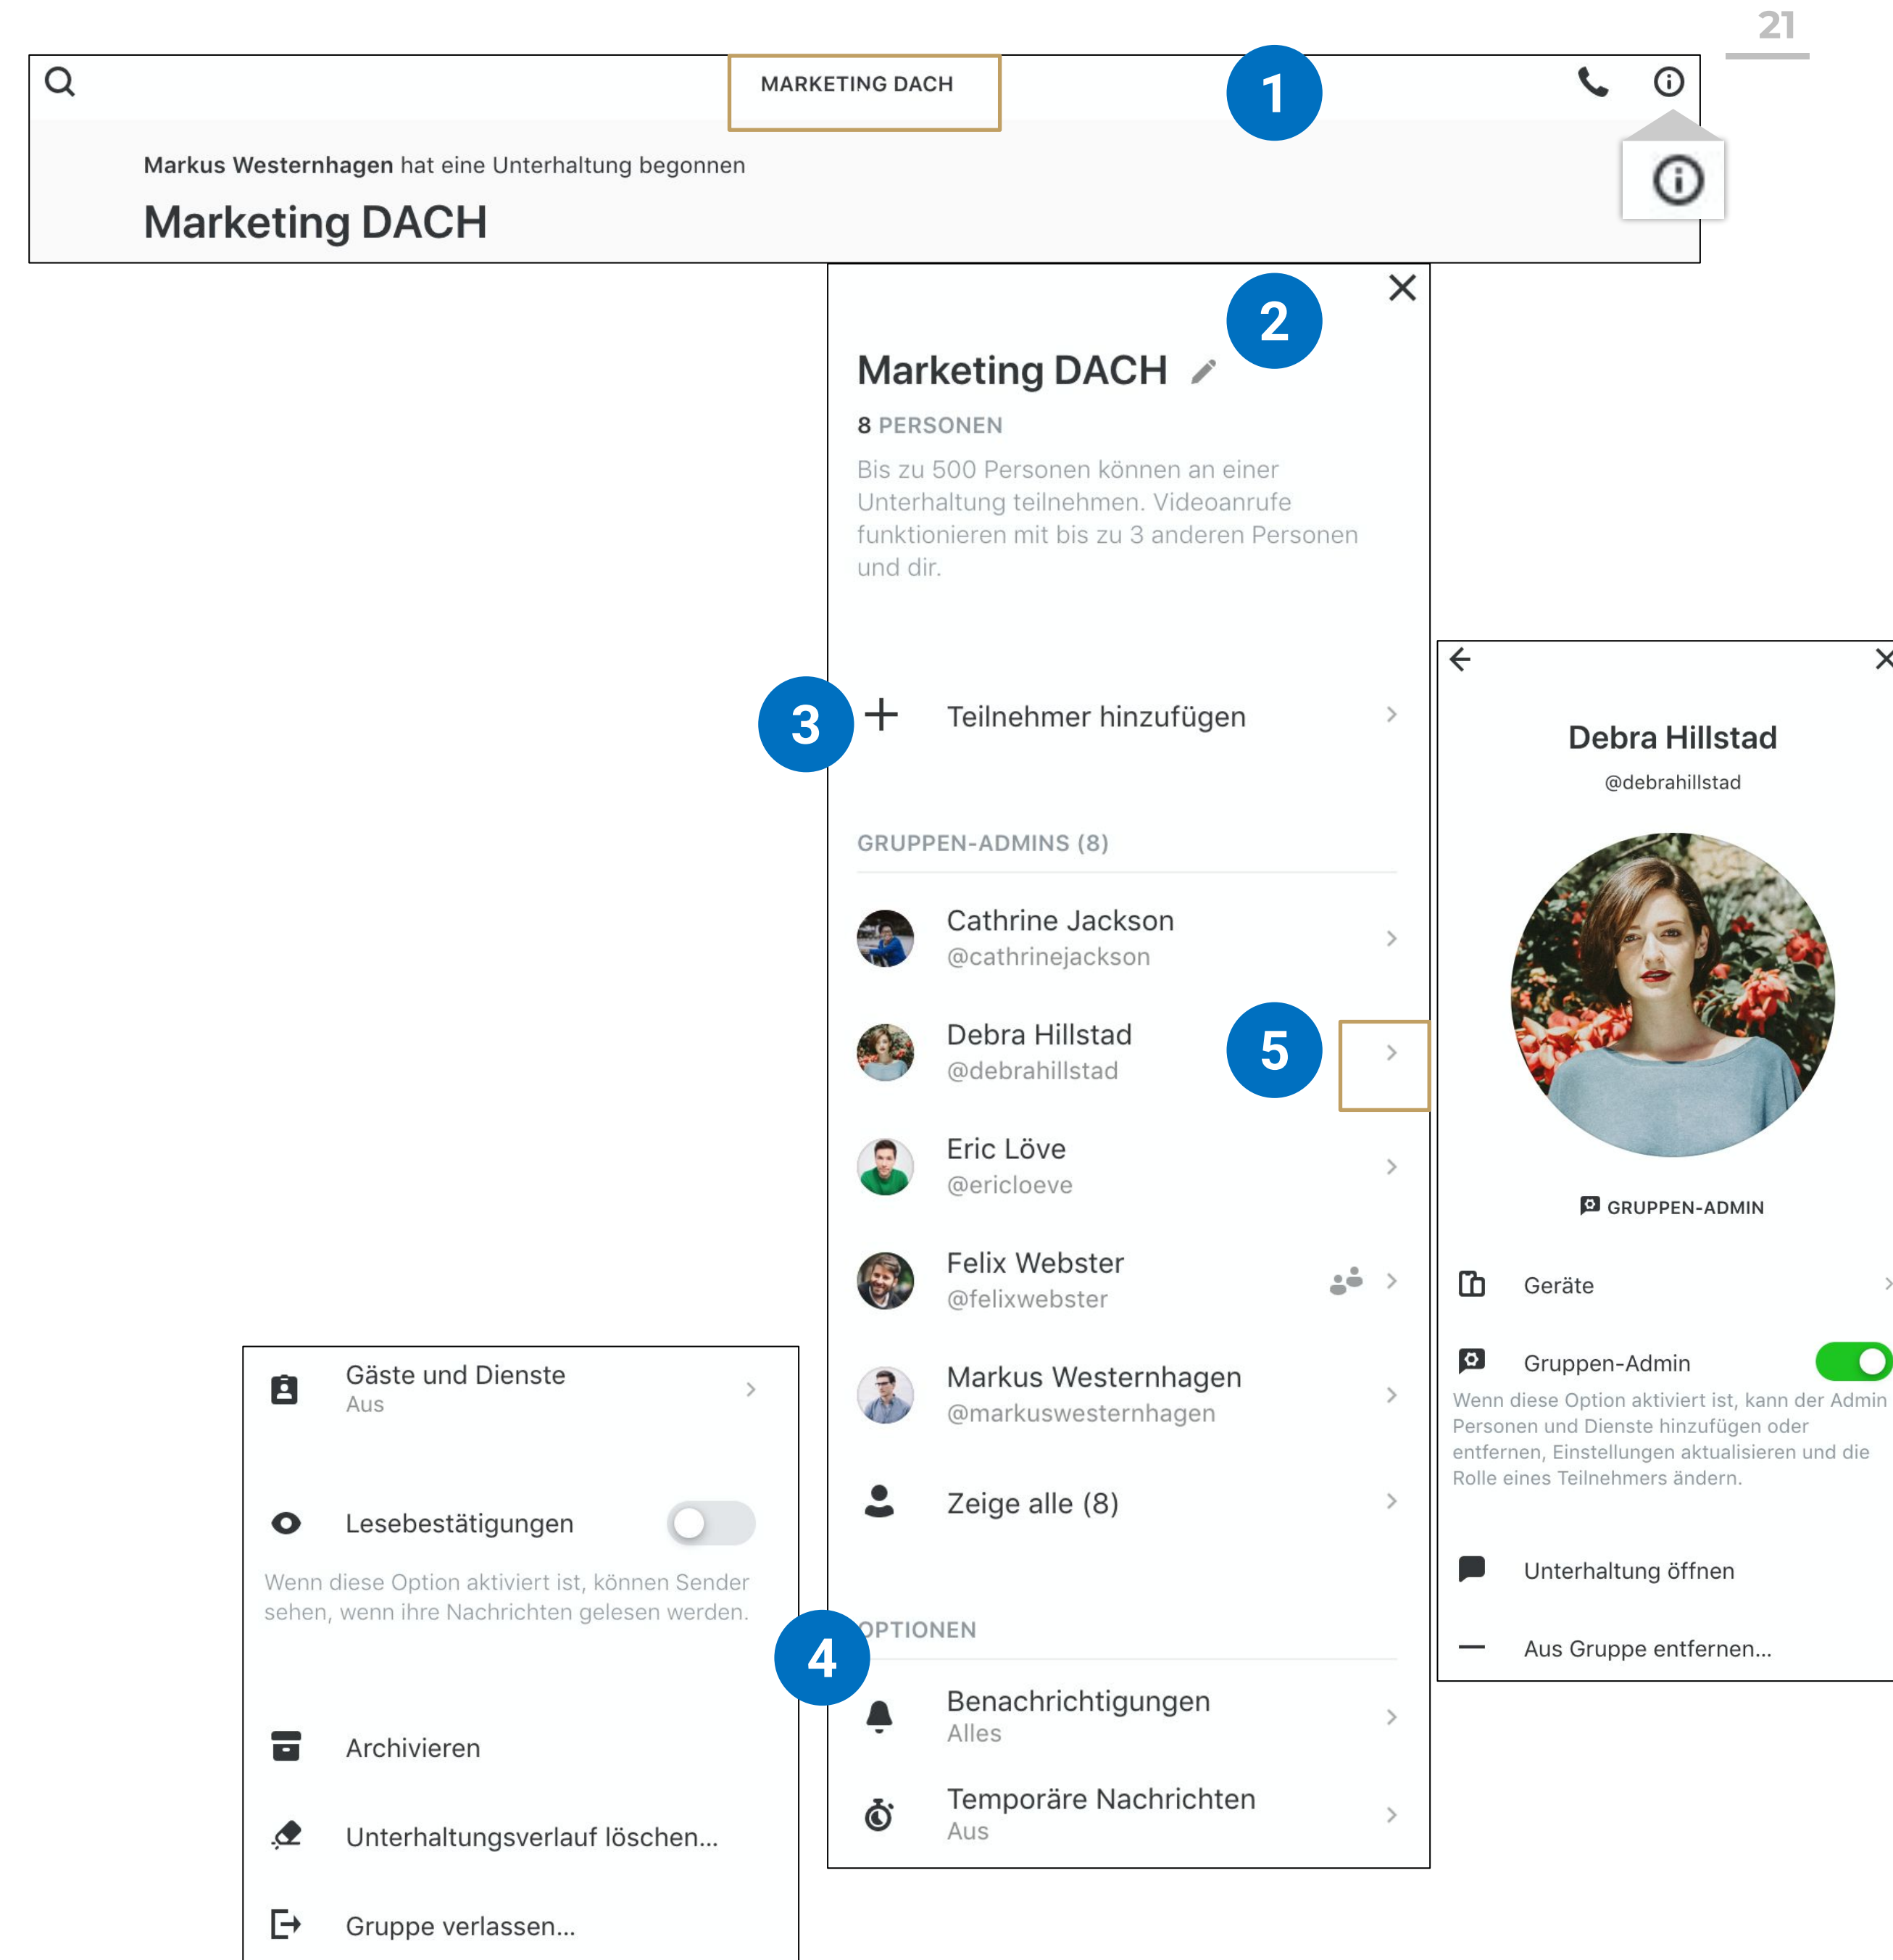 21
MARKETING DACH
1
Markus Westernhagen hat eine Unterhaltung begonnen
Marketing DACH
2
Marketing DACH
8 PERSONEN
Bis zu 500 Personen können an einer
Unterhaltung teilnehmen. Videoanrufe
funktionieren mit bis zu 3 anderen Personen
und dir.
3
Teilnehmer hinzufügen
GRUPPEN-ADMINS (8)
Cathrine Jackson
@cathrinejackson
Debra Hillstad
@debrahillstad
5
Eric Löve
@ericloeve
Felix Webster
@felixwebster
Markus Westernhagen
@markuswesternhagen
Zeige alle (8)
4
OPTIONEN
Benachrichtigungen
Alles
Temporäre Nachrichten
Aus
Gäste und Dienste
Aus
Lesebestätigungen
Wenn diese Option aktiviert ist, können Sender
sehen, wenn ihre Nachrichten gelesen werden.
Archivieren
Unterhaltungsverlauf löschen...
Gruppe verlassen...
Debra Hillstad
@debrahillstad
GRUPPEN-ADMIN
Geräte
Gruppen-Admin
Wenn diese Option aktiviert ist, kann der Admin
Personen und Dienste hinzufügen oder
entfernen, Einstellungen aktualisieren und die
Rolle eines Teilnehmers ändern.
Unterhaltung öffnen
Aus Gruppe entfernen...